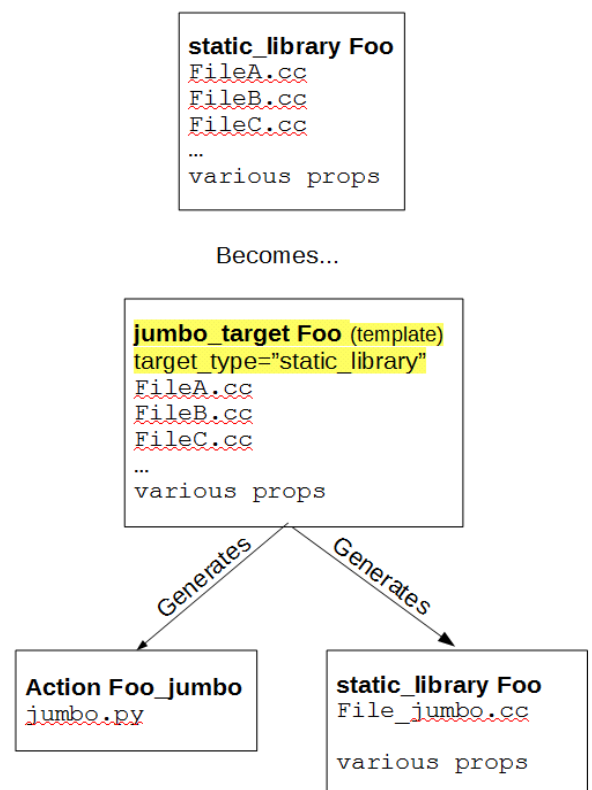 static_library Foo
FileA.cc
FileB.cc
FileC.cc
…
various props
Becomes...
jumbo_target Foo (template)
target_type=”static_library”
FileA.cc
FileB.cc
FileC.cc
…
various props
Generates
Generates
Action Foo_jumbo
jumbo.py
static_library Foo
File_jumbo.cc
various props